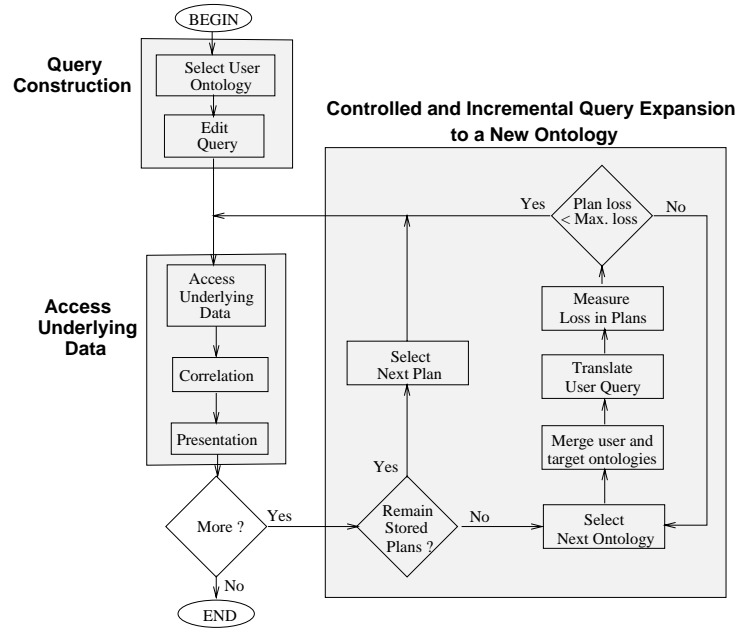 BEGIN
Query
Construction
Select User
Ontology
Edit
Query
Controlled and Incremental Query Expansion
to a New Ontology
Yes
Plan loss
< Max. loss
No
Access
Underlying
Data
Access
Underlying
Data
Measure
Loss in Plans
Select
Next Plan
Translate
User Query
Correlation
Merge user and
target ontologies
Presentation
Yes
More ?
Yes
Remain
Stored
Plans ?
No
Select
Next Ontology
No
END